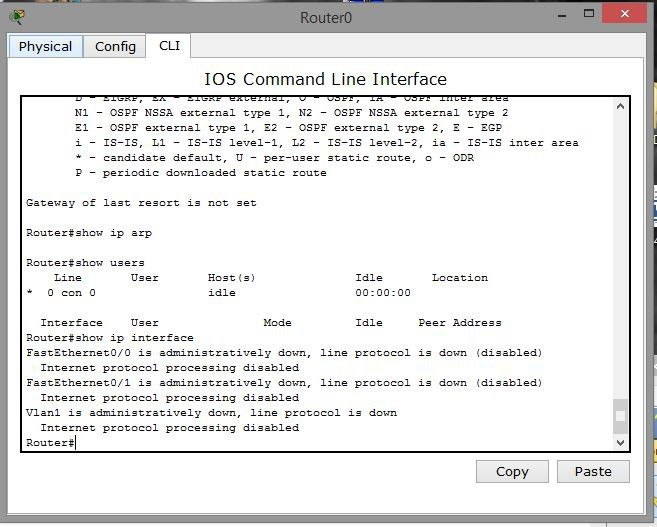 Router0
Physical Config CLI
IOS Command Line Interface
D - EIGRP, EX - EIGRP external, O - OSPF, IA - OSPF inter area
N1 - OSPF NSSA external type 1, N2 - OSPF NSSA external type 2
E1 - OSPF external type 1, E2 - OSPF external type 2, E - EGP
i - IS-IS, L1 - IS-IS level-1, L2 - IS-IS level-2, ia - IS-IS inter area
* - candidate default, U - per-user static route, o - ODR
P - periodic downloaded static route
Gateway of last resort is not set
Router#show ip arp
Router#show users
Line User Host(s) Idle Location
* 0 con 0 idle 00:00:00
Interface User Mode Idle Peer Address
Router#show ip interface
FastEthernet0/0 is administratively down, line protocol is down (disabled)
Internet protocol processing disabled
FastEthernet0/1 is administratively down, line protocol is down (disabled)
Internet protocol processing disabled
Vlan1 is administratively down, line protocol is down
Internet protocol processing disabled
Router#
Copy Paste